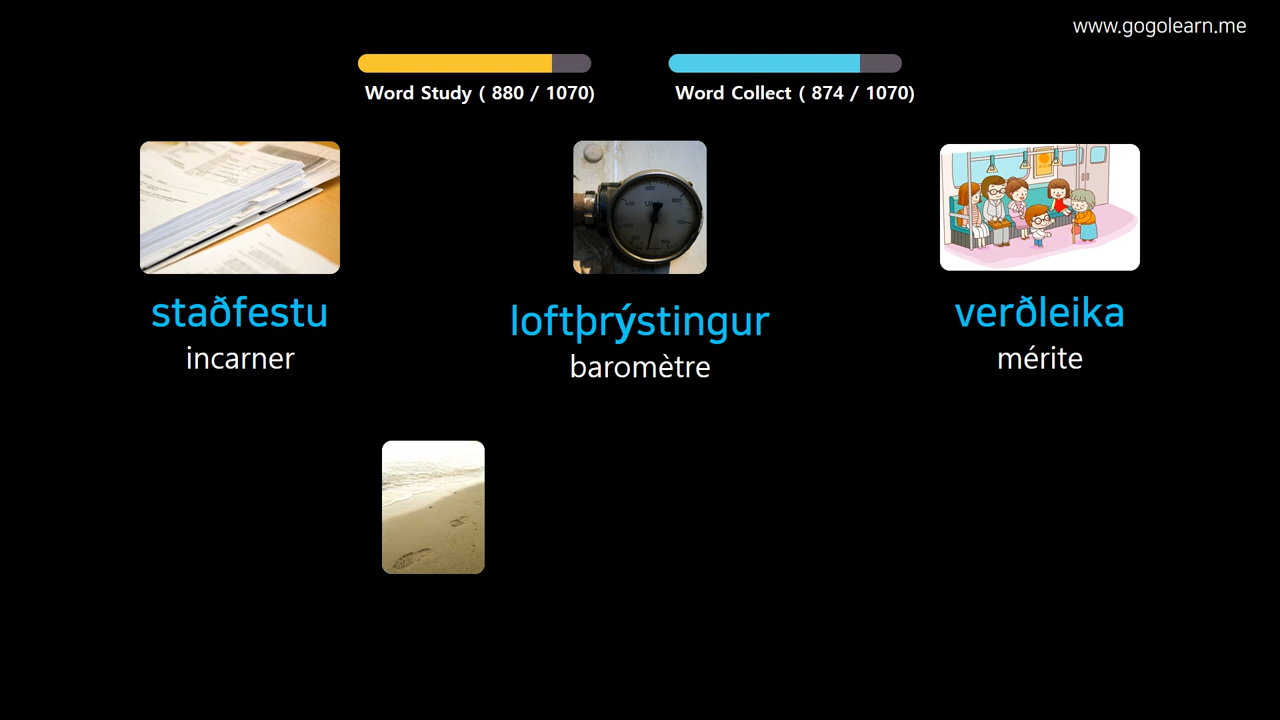 www.gogolearn.me
Word Study ( 880 / 1070)
Word Collect ( 874 / 1070)
staðfestu
incarner
loftþrýstingur
baromètre
verðleika
mérite